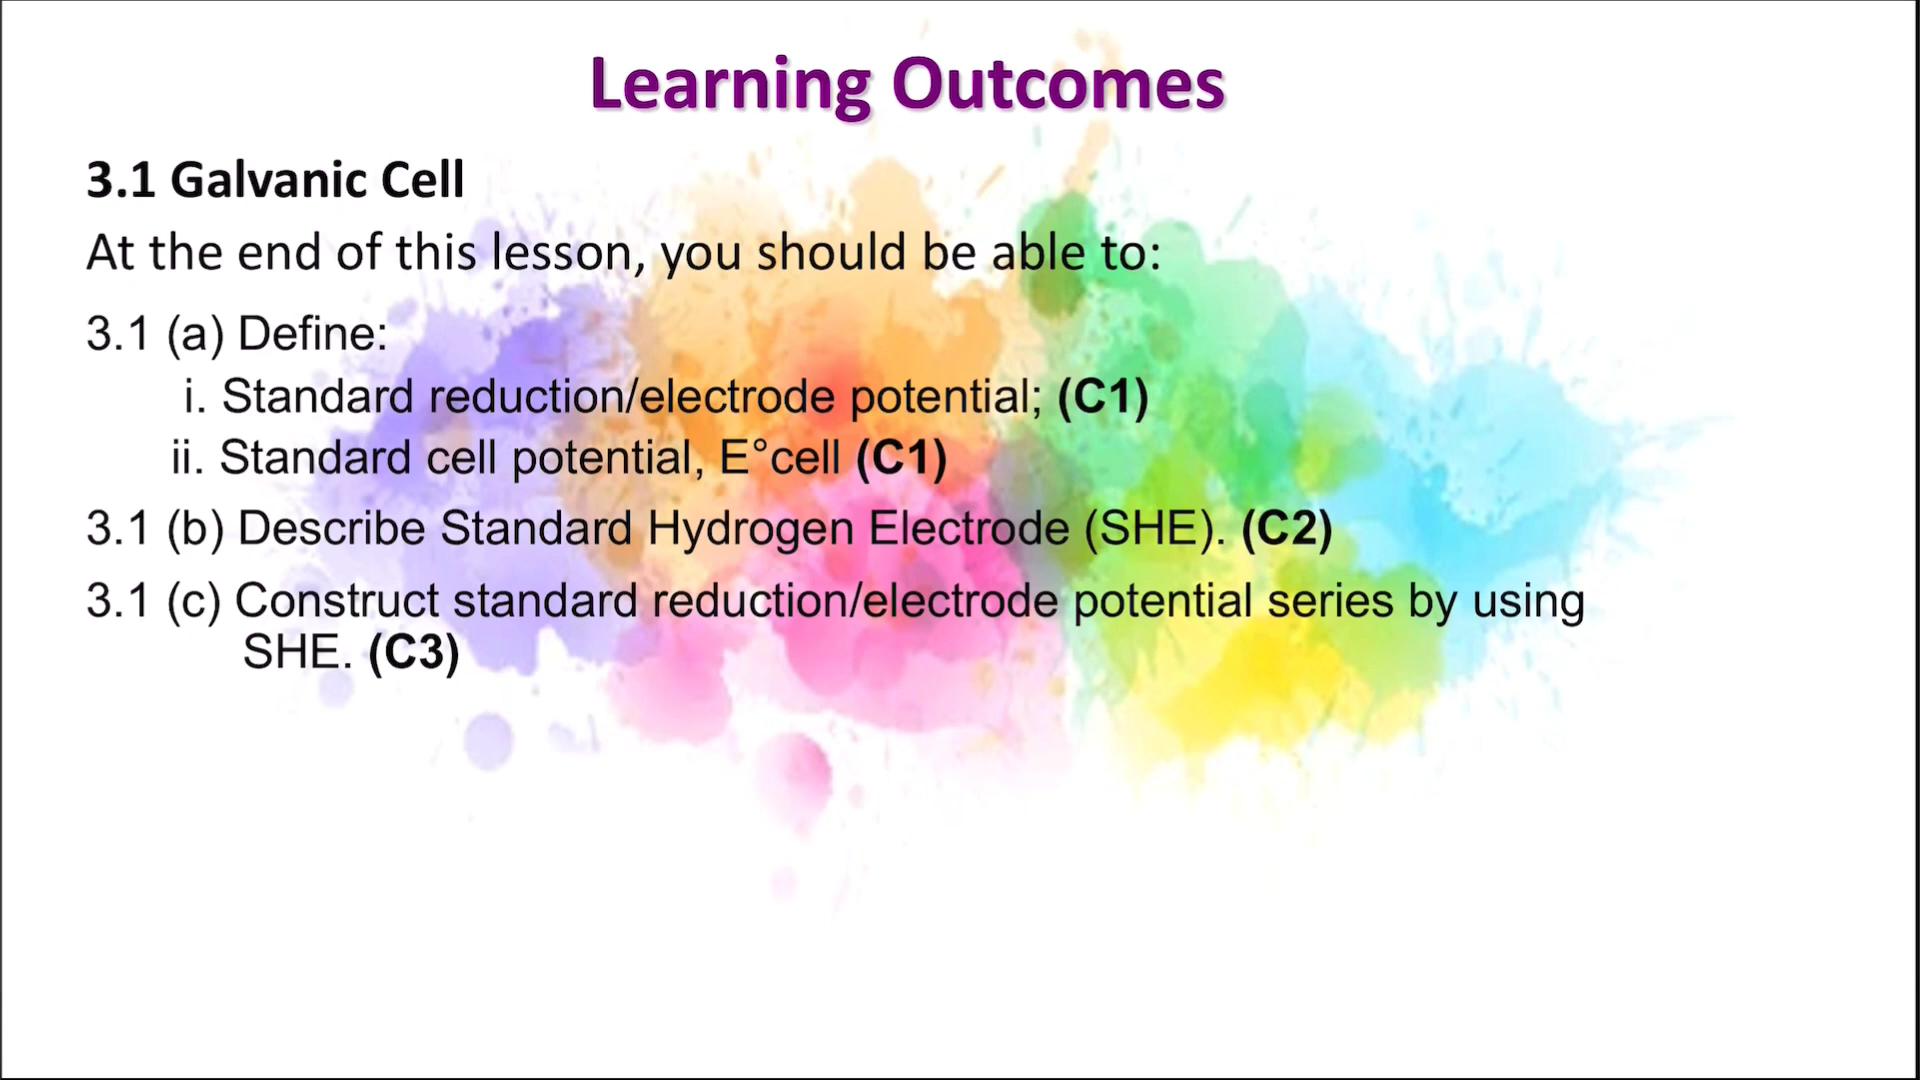 Learning Outcomes
3.1 Galvanic Cell
At the end of this lesson, you should be able to:
3.1 (a) Define:
i. Standard reduction/electrode potential; (C1)
ii. Standard cell potential, E°cell (C1)
3.1 (b) Describe Standard Hydrogen Electrode (SHE). (C2)
3.1 (c) Construct standard reduction/electrode potential series by using
SHE. (C3)